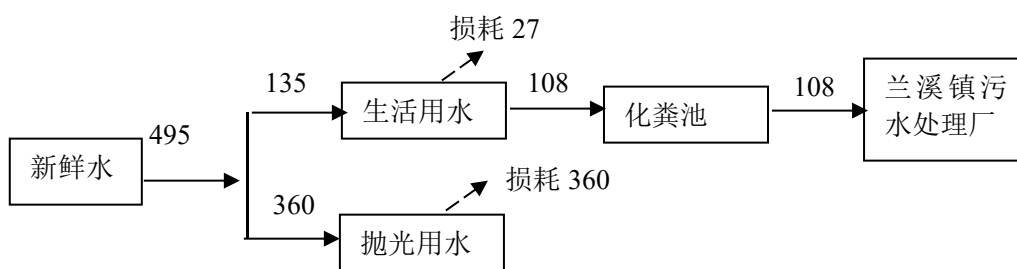 损耗 27
135
生活用水
108
化粪池
108
兰溪镇污
水处理厂
新鲜水
495
损耗 360
360
抛光用水